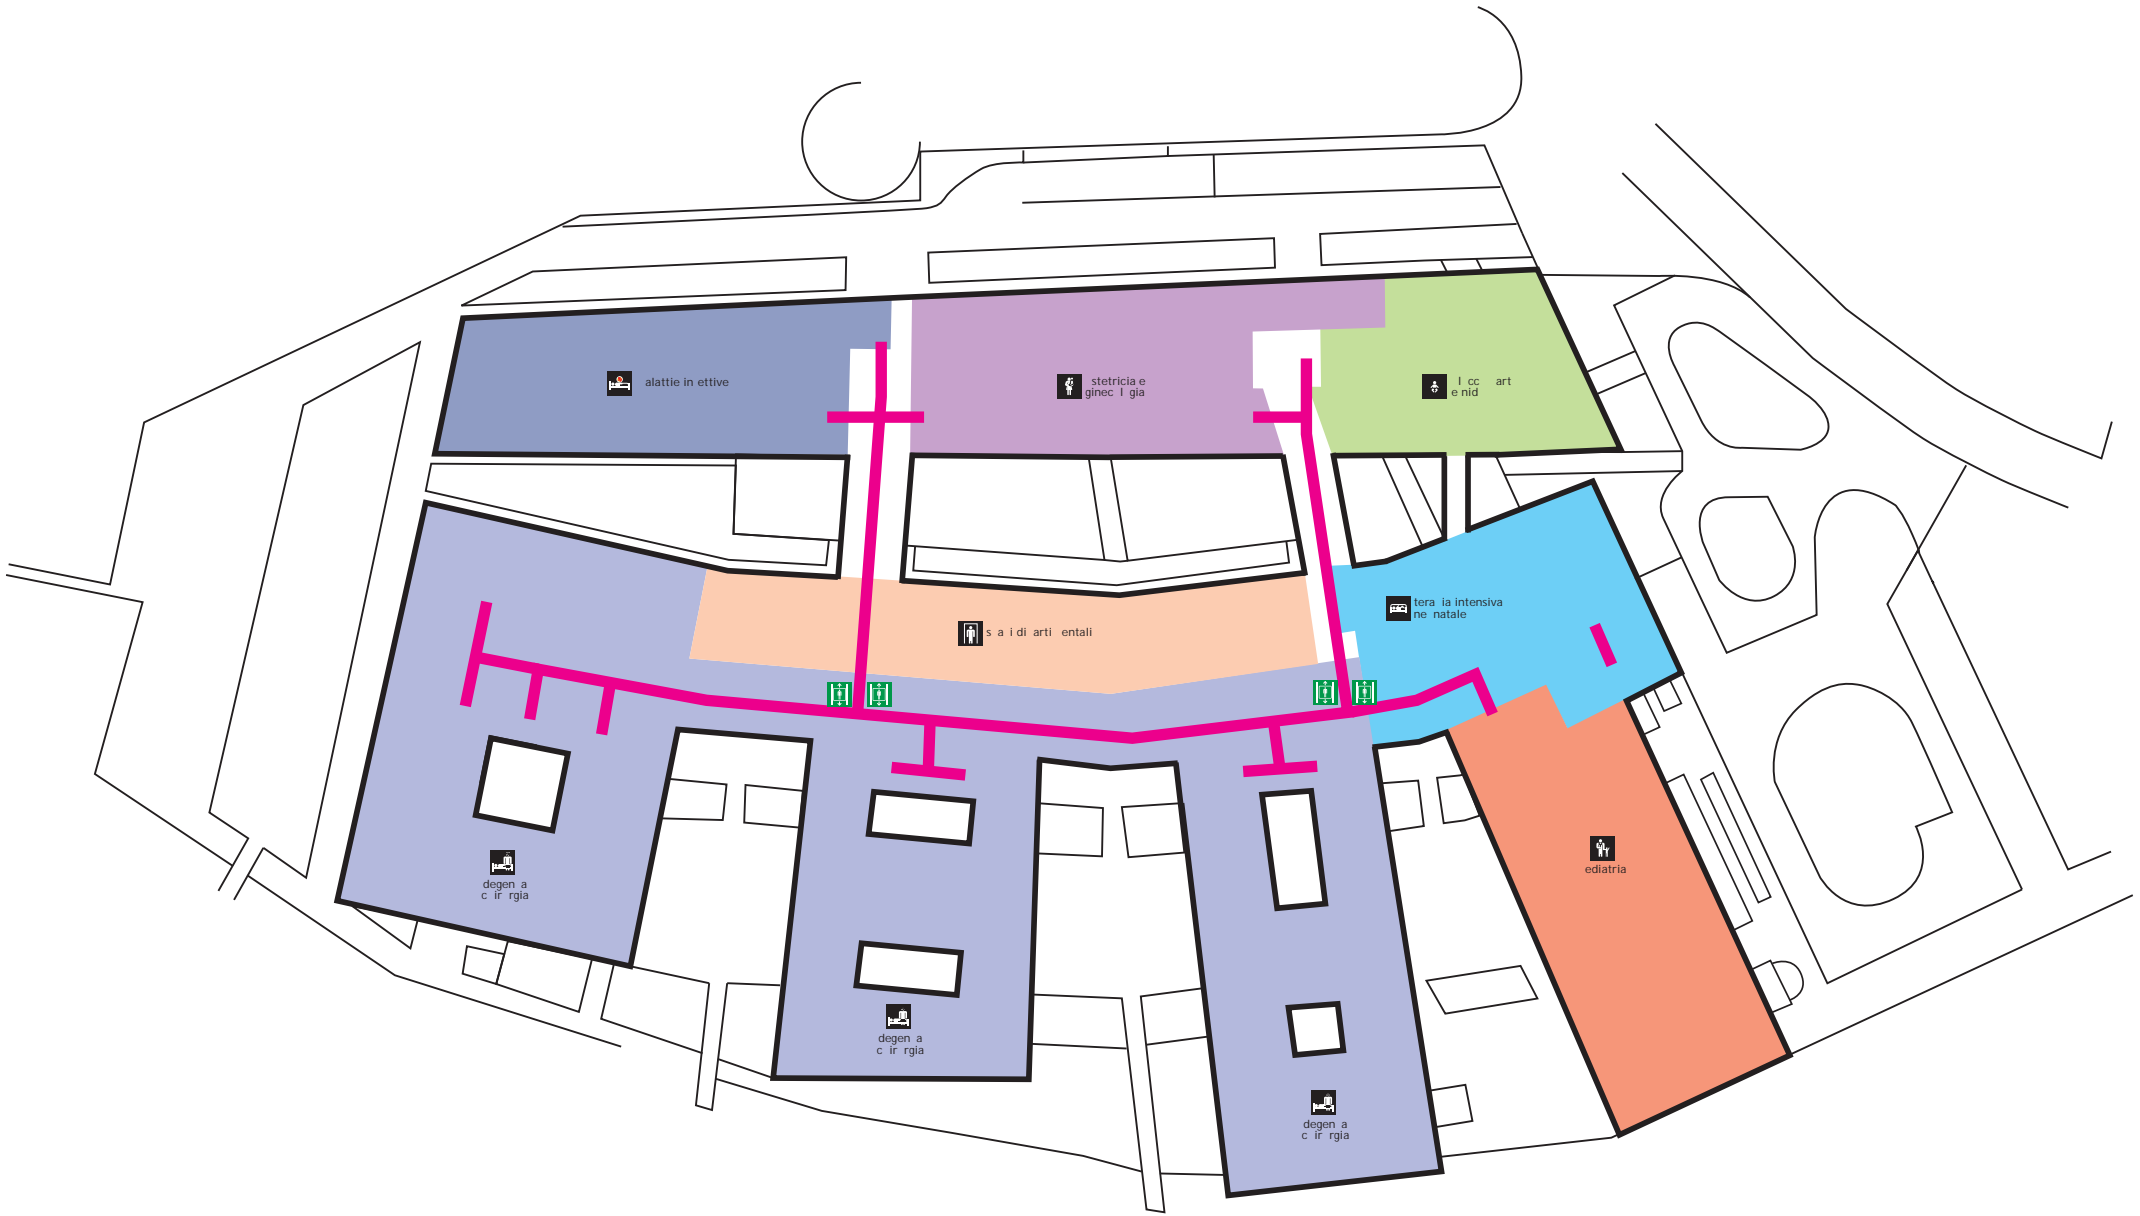 alattie in ettive
stetricia e
ginec l gia
l cc art
e nid
tera ia intensiva
ne natale
s a i di arti entali
degen a
c ir rgia
ediatria
degen a
c ir rgia
degen a
c ir rgia